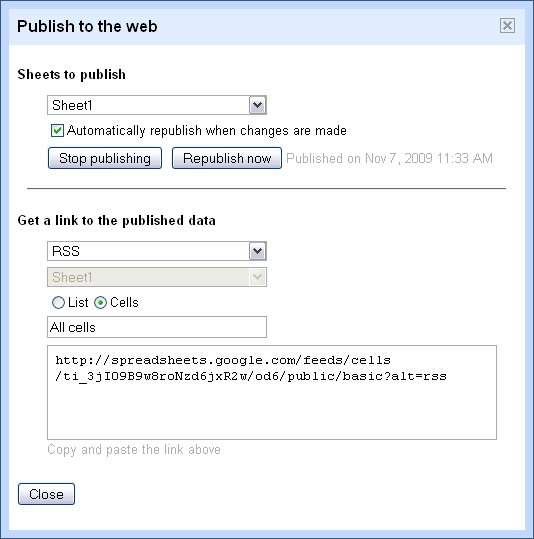 Publish to the web
Sheets to publish
Sheet1
Automatically republish when changes are made
Stop publishing Republish now Published on Nov 7, 2009 11:33 AM
Get a link to the published data
RSS
Sheet1
List Cells
All cells
http://spreadsheets.google.com/feeds/cells
/ti_3jIO9B9w8roNzd6jxR2w/od6/public/basic?alt=rss
Copy and paste the link above
Close